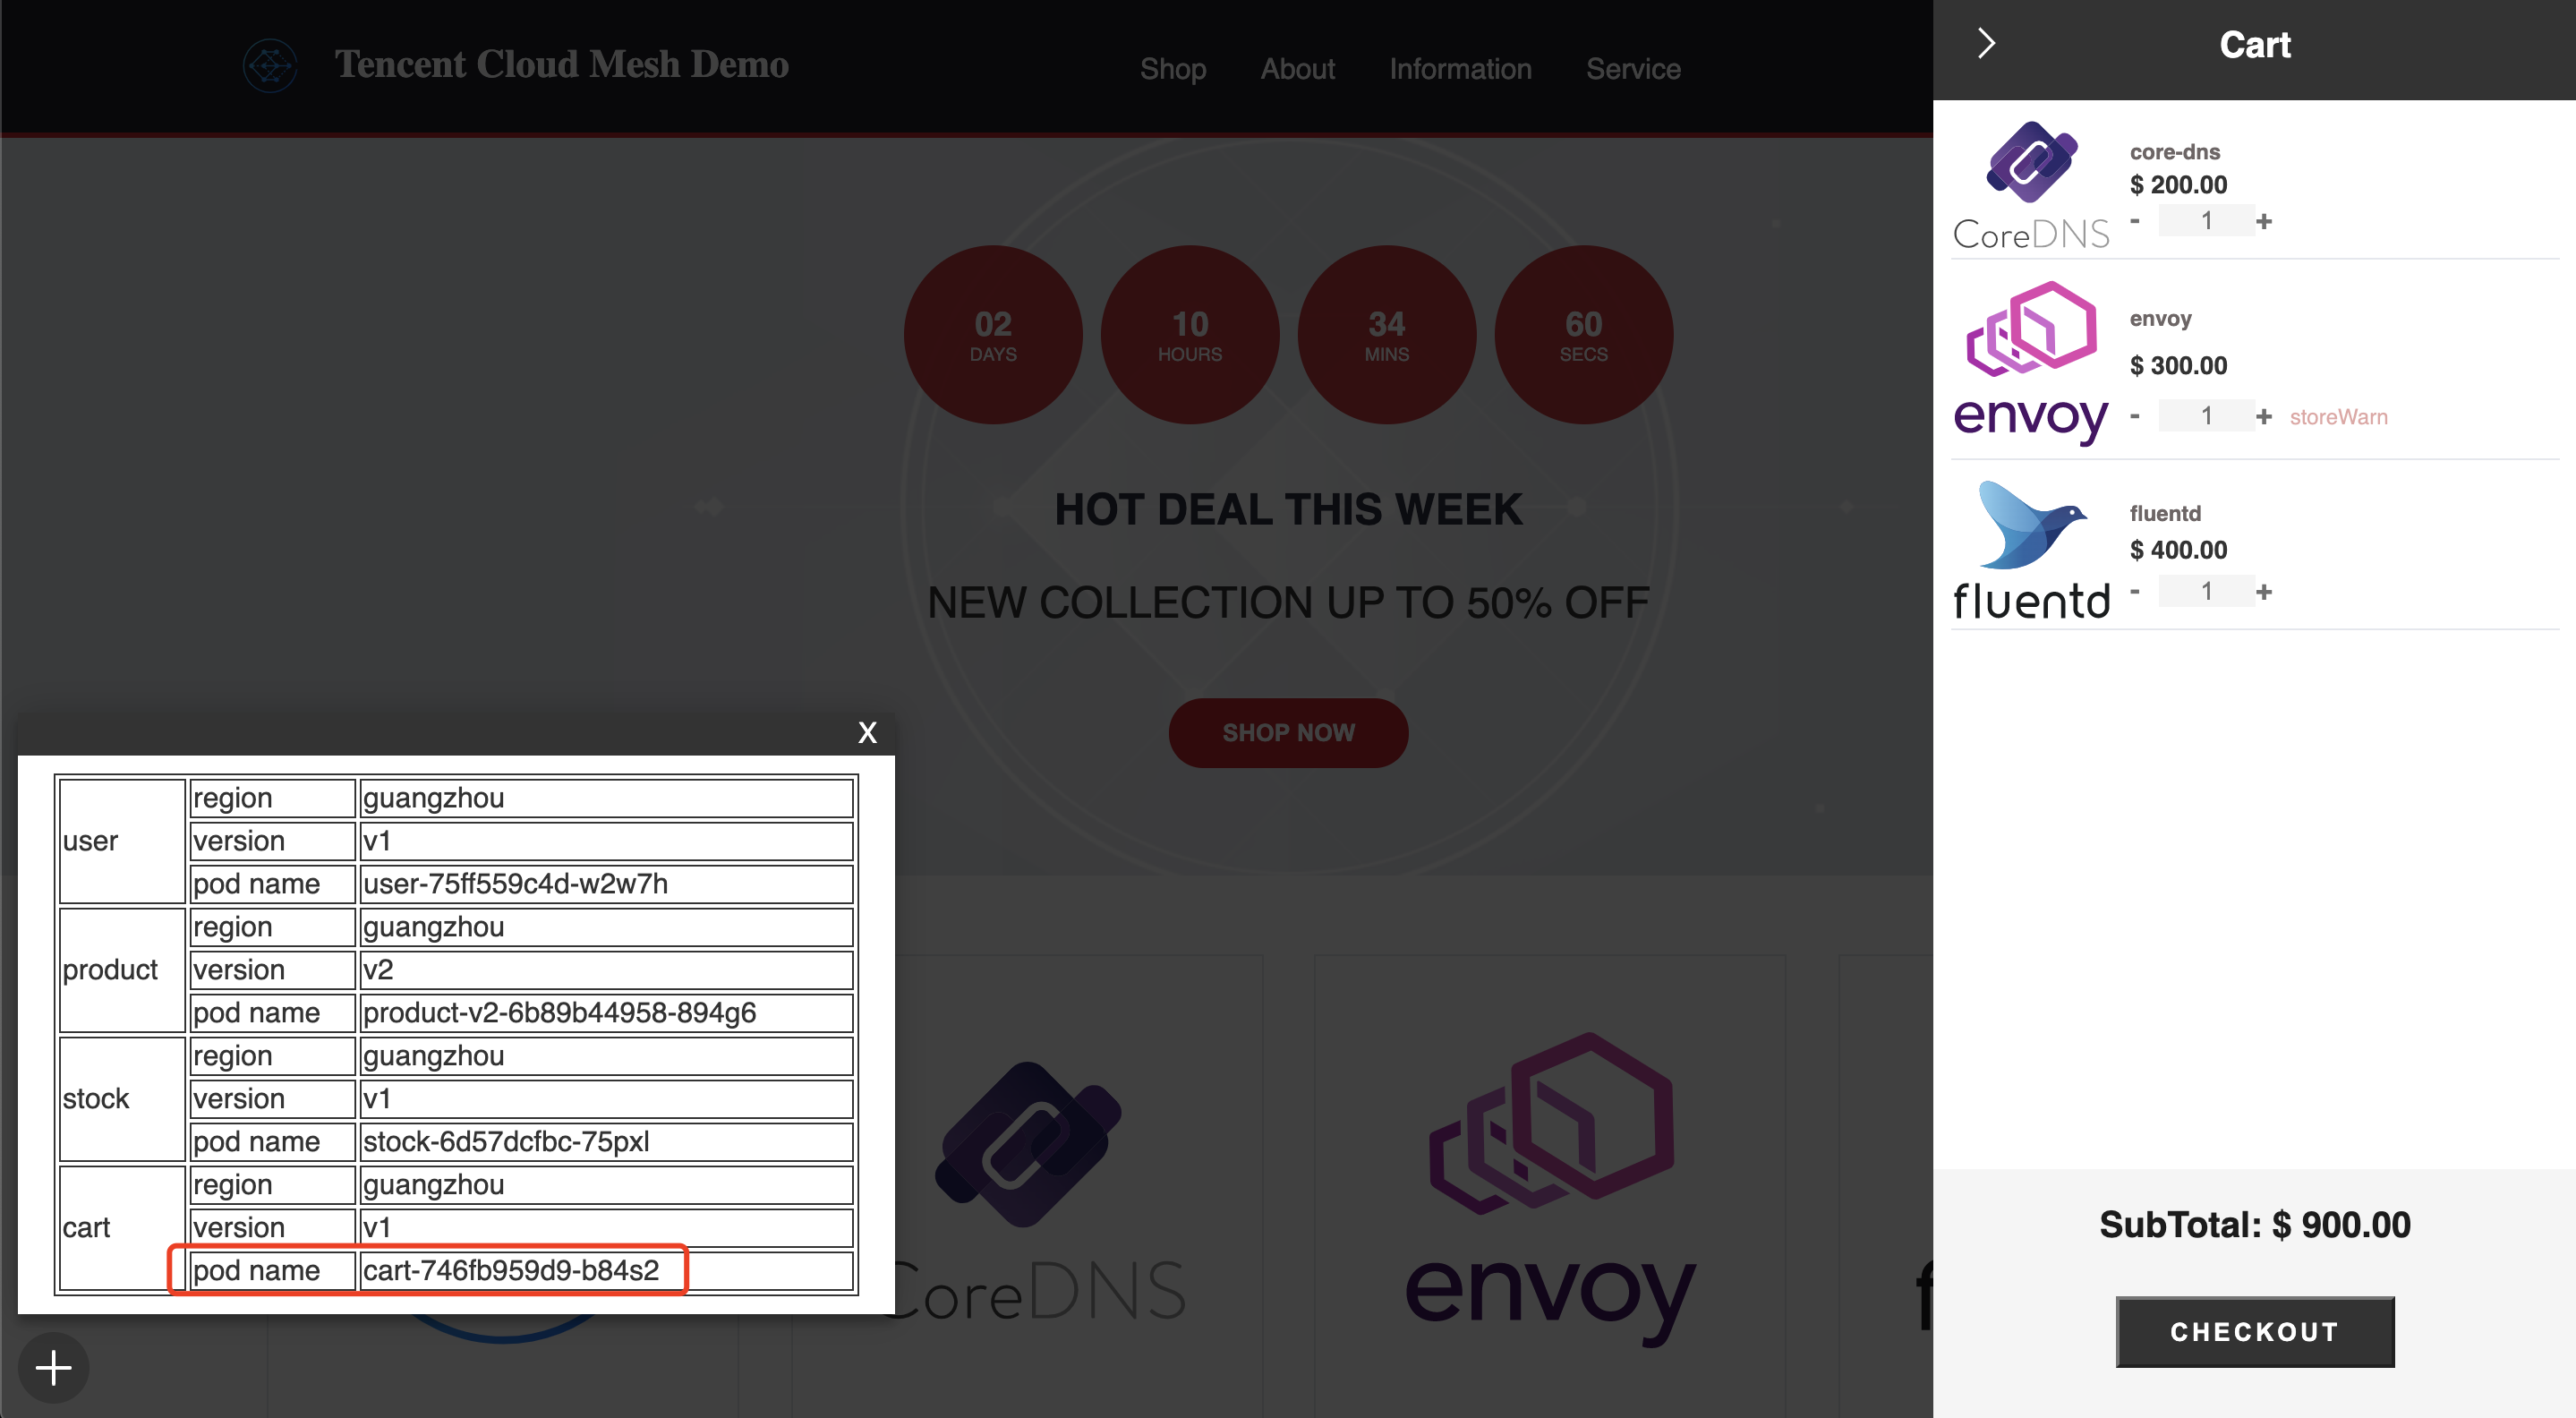 Tencent Cloud Mesh Demo
Shop About Information Service
02 10 34 60
DAYS HOURS MINS SECS
HOT DEAL THIS WEEK
NEW COLLECTION UP TO 50% OFF
SHOP NOW
X
user region guangzhou
version v1
pod name user-75ff559c4d-w2w7h
product region guangzhou
version v2
pod name product-v2-6b89b44958-894g6
stock region guangzhou
version v1
pod name stock-6d57dcfbc-75pxl
cart region guangzhou
version v1
pod name cart-746fb959d9-b84s2
+
CoreDNS
envoy
f
> Cart
CoreDNS
core-dns
$ 200.00
- 1 +
envoy
envoy
$ 300.00
- 1 + storeWarn
fluentd
fluentd
$ 400.00
- 1 +
SubTotal: $ 900.00
CHECKOUT